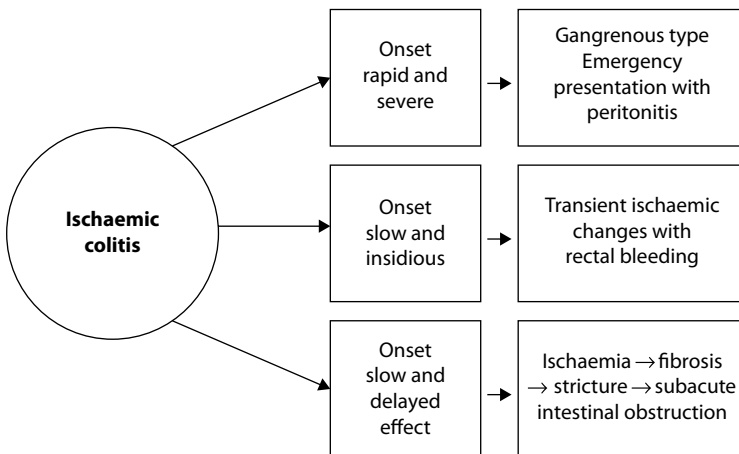 Ischaemic
colitis
Onset
rapid and
severe
Gangrenous type
Emergency
presentation with
peritonitis
Onset
slow and
insidious
Transient ischaemic
changes with
rectal bleeding
Onset
slow and
delayed
effect
Ischaemia → fibrosis
→ stricture → subacute
intestinal obstruction